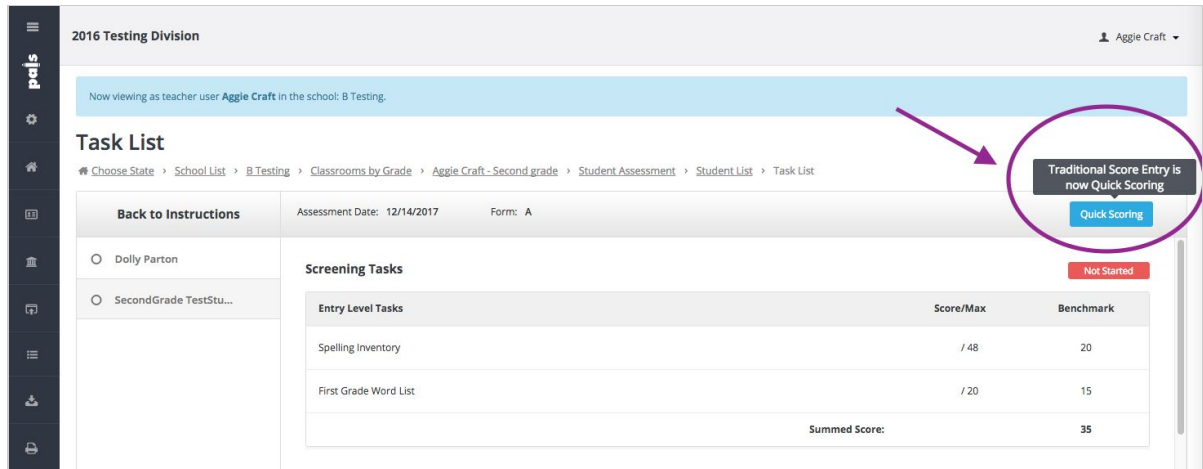 pals
2016 Testing Division
Aggie Craft
Now viewing as teacher user Aggie Craft in the school: B Testing.
Task List
Choose State > School List > B Testing > Classrooms by Grade > Aggie Craft - Second grade > Student Assessment > Student List > Task List
Traditional Score Entry is
now Quick Scoring
Back to Instructions
Assessment Date: 12/14/2017 Form: A
Quick Scoring
Dolly Parton
SecondGrade TestStu...
Screening Tasks
Not Started
Entry Level Tasks Score/Max Benchmark
Spelling Inventory / 48 20
First Grade Word List / 20 15
Summed Score: 35